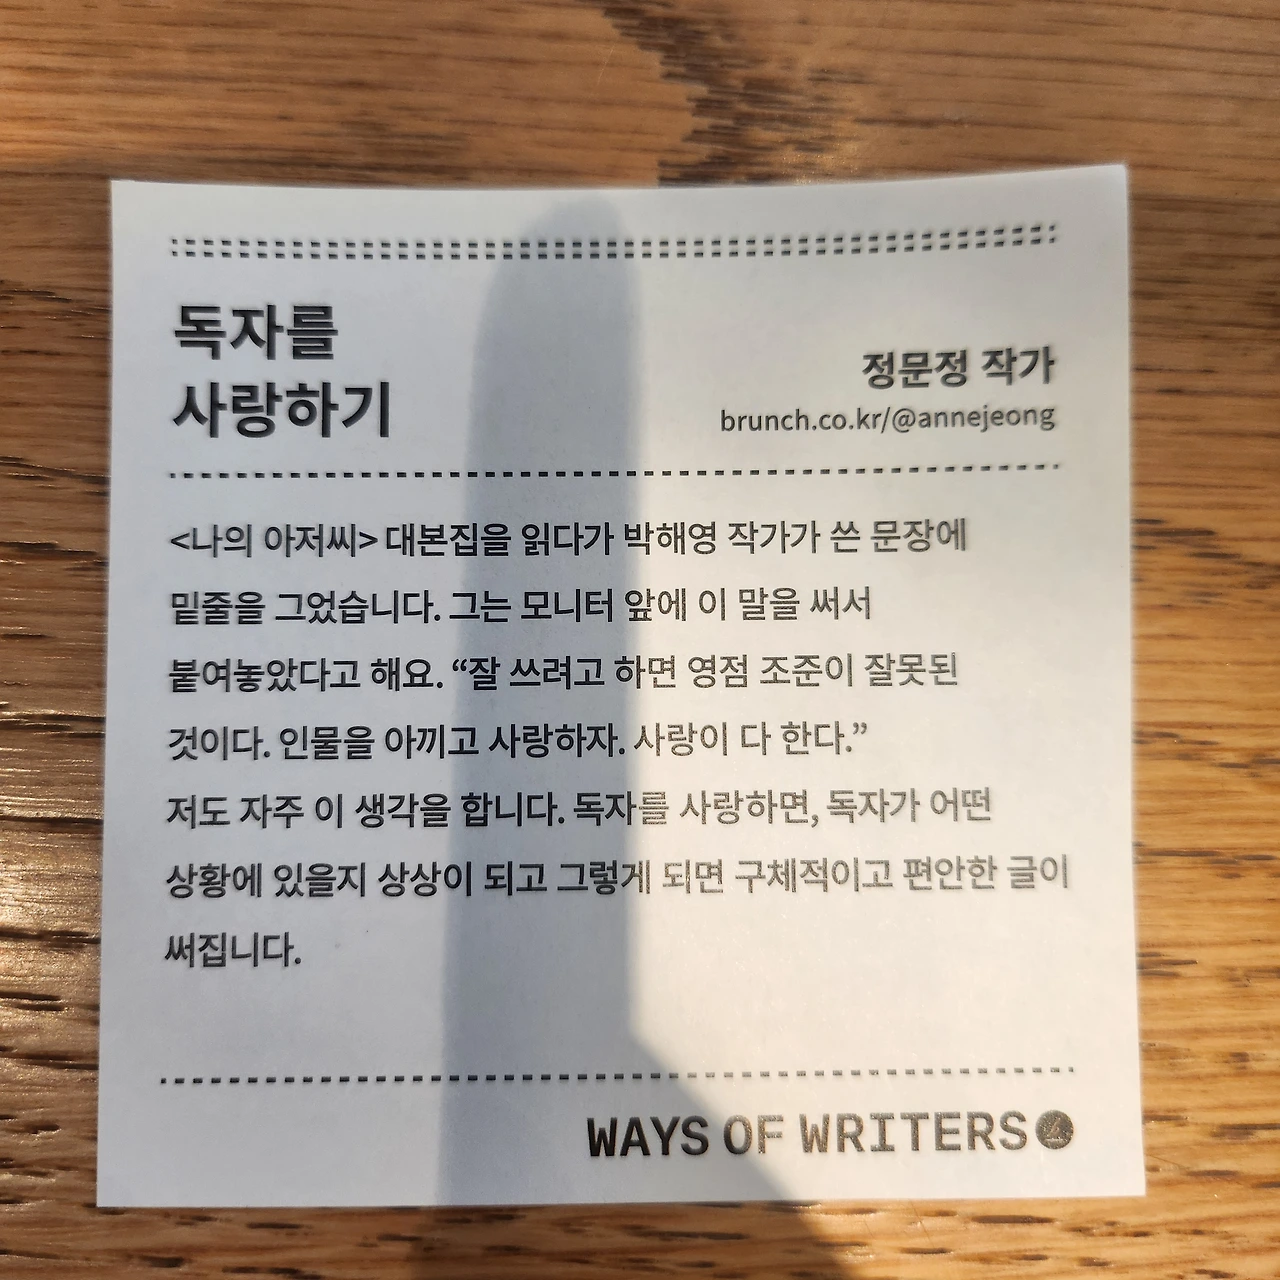 독자를
사랑하기
정문정 작가
brunch.co.kr/@annejeong
<나의 아저씨> 대본집을 읽다가 박해영 작가가 쓴 문장에
밑줄을 그었습니다. 그는 모니터 앞에 이 말을 써서
붙여놓았다고 해요. “잘 쓰려고 하면 영점 조준이 잘못된
것이다. 인물을 아끼고 사랑하자. 사랑이 다 한다.”
저도 자주 이 생각을 합니다. 독자를 사랑하면, 독자가 어떤
상황에 있을지 상상이 되고 그렇게 되면 구체적이고 편안한 글이
써집니다.
WAYS OF WRITERS